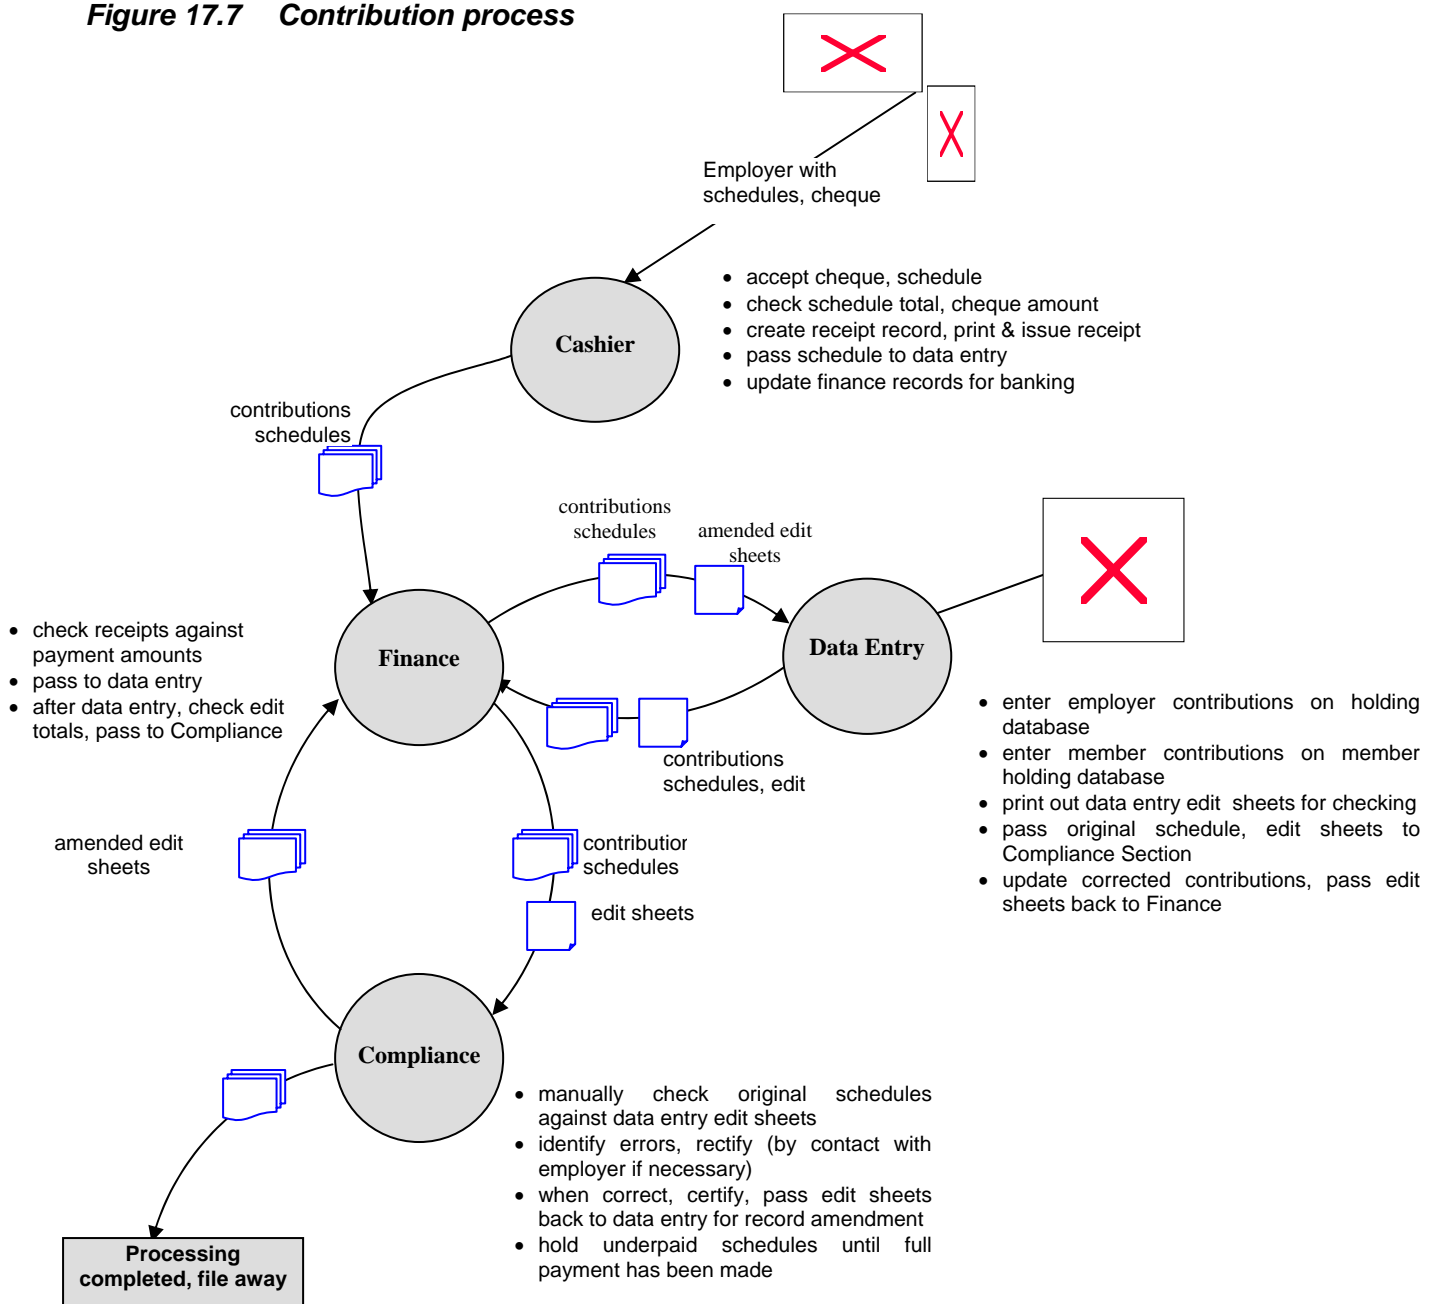 Figure 17.7 Contribution process
Employer with
schedules, cheque
• accept cheque, schedule
• check schedule total, cheque amount
• create receipt record, print & issue receipt
• pass schedule to data entry
• update finance records for banking
Cashier
contributions
schedules
contributions
schedules
amended edit
sheets
• check receipts against
payment amounts
• pass to data entry
• after data entry, check edit
totals, pass to Compliance
Finance
Data Entry
contributions
schedules, edit
• enter employer contributions on holding
database
• enter member contributions on member
holding database
• print out data entry edit sheets for checking
• pass original schedule, edit sheets to
Compliance Section
• update corrected contributions, pass edit
sheets back to Finance
amended edit
sheets
contribution
schedules
edit sheets
Compliance
• manually check original schedules
against data entry edit sheets
• identify errors, rectify (by contact with
employer if necessary)
• when correct, certify, pass edit sheets
back to data entry for record amendment
• hold underpaid schedules until full
payment has been made
Processing
completed, file away